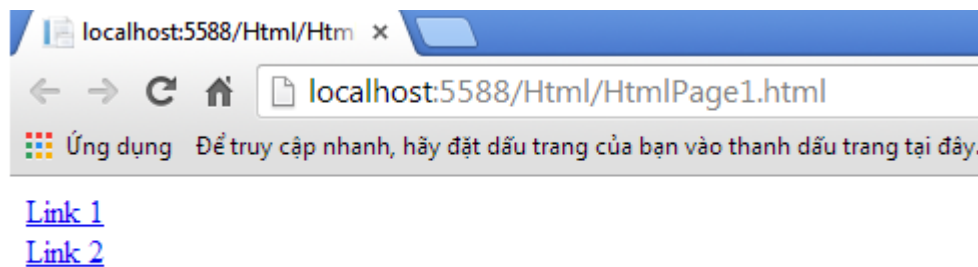 localhost:5588/Html/Htm
localhost:5588/Html/HtmlPage1.html
Ứng dụng Để truy cập nhanh, hãy đặt dấu trang của bạn vào thanh dấu trang tại đây.
Link 1
Link 2